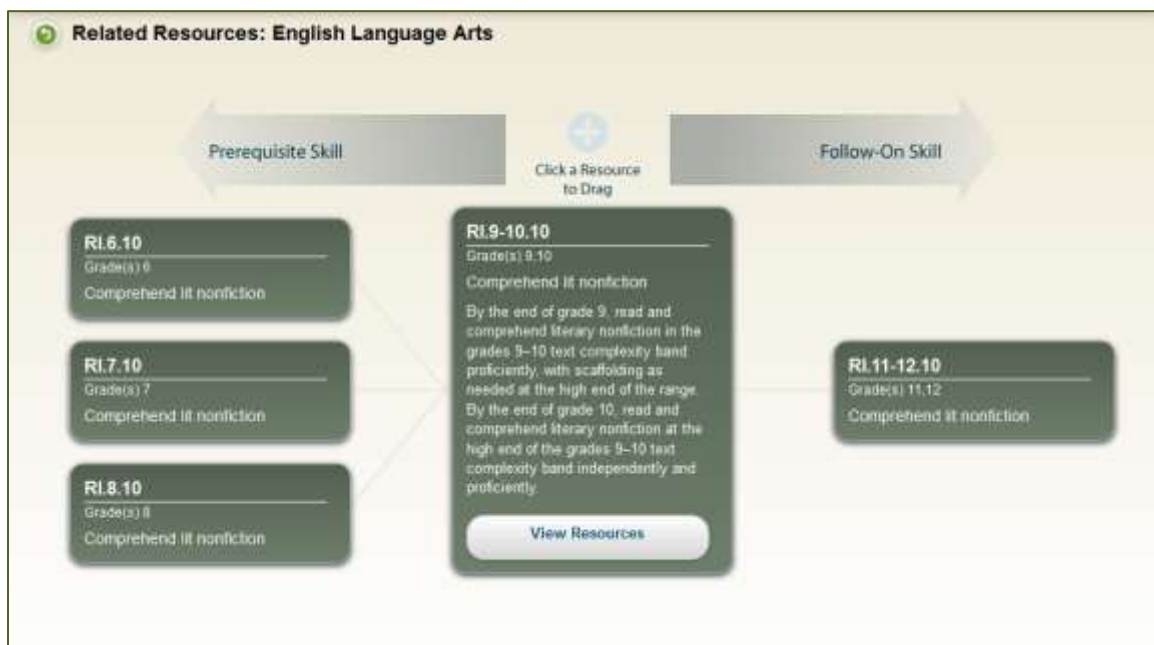 Related Resources: English Language Arts
Prerequisite Skill
Click a Resource
to Drag
Follow-On Skill
RI.6.10
Grade(s) 6
Comprehend lit nonfiction
RI.7.10
Grade(s) 7
Comprehend lit nonfiction
RI.8.10
Grade(s) 8
Comprehend lit nonfiction
RI.9-10.10
Grade(s) 9,10
Comprehend lit nonfiction
By the end of grade 9, read and
comprehend literary nonfiction in the
grades 9–10 text complexity band
proficiently, with scaffolding as
needed at the high end of the range.
By the end of grade 10, read and
comprehend literary nonfiction at the
high end of the grades 9–10 text
complexity band independently and
proficiently.
View Resources
RI.11-12.10
Grade(s) 11,12
Comprehend lit nonfiction